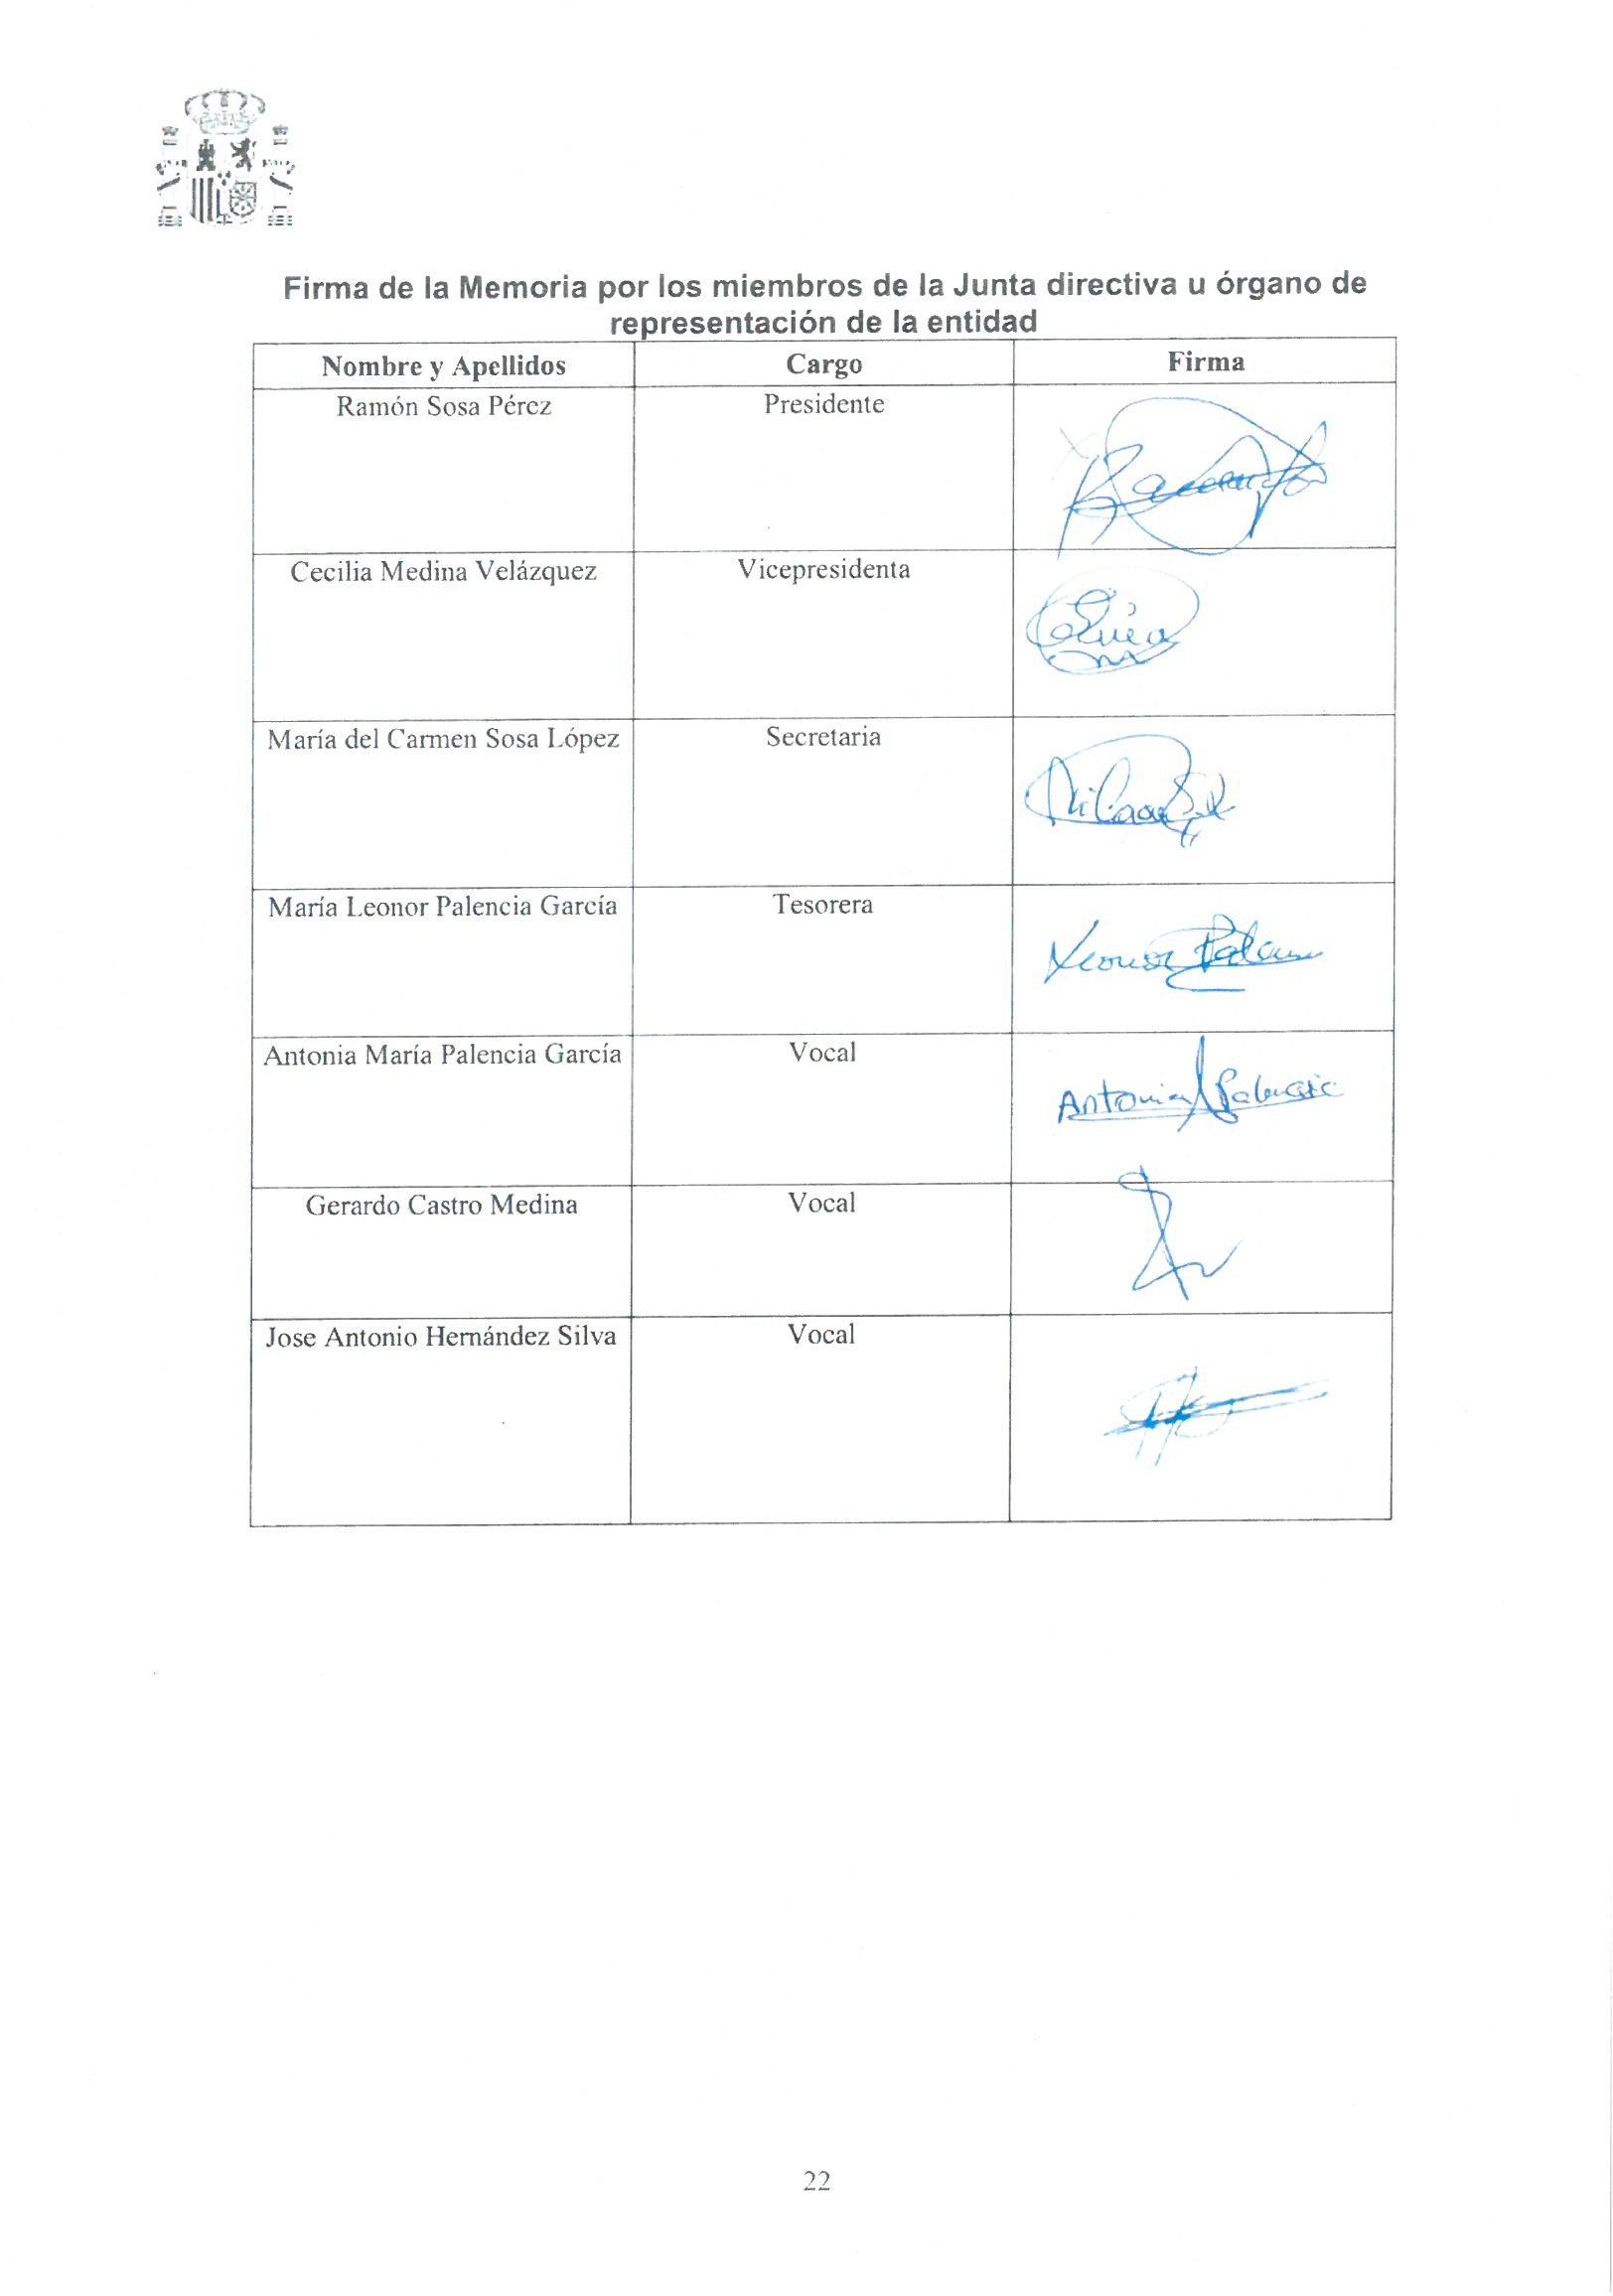 Firma de la Memoria por los miembros de la Junta directiva u órgano de
representación de la entidad
Nombre y Apellidos Cargo Firma
Ramón Sosa Pérez Presidente
Cecilia Medina Velázquez Vicepresidenta
María del Carmen Sosa López Secretaria
María Leonor Palencia García Tesorera
Leonor Palen
Antonia María Palencia García Vocal
Antonia Palencia
Gerardo Castro Medina Vocal
Jose Antonio Hernández Silva Vocal
22